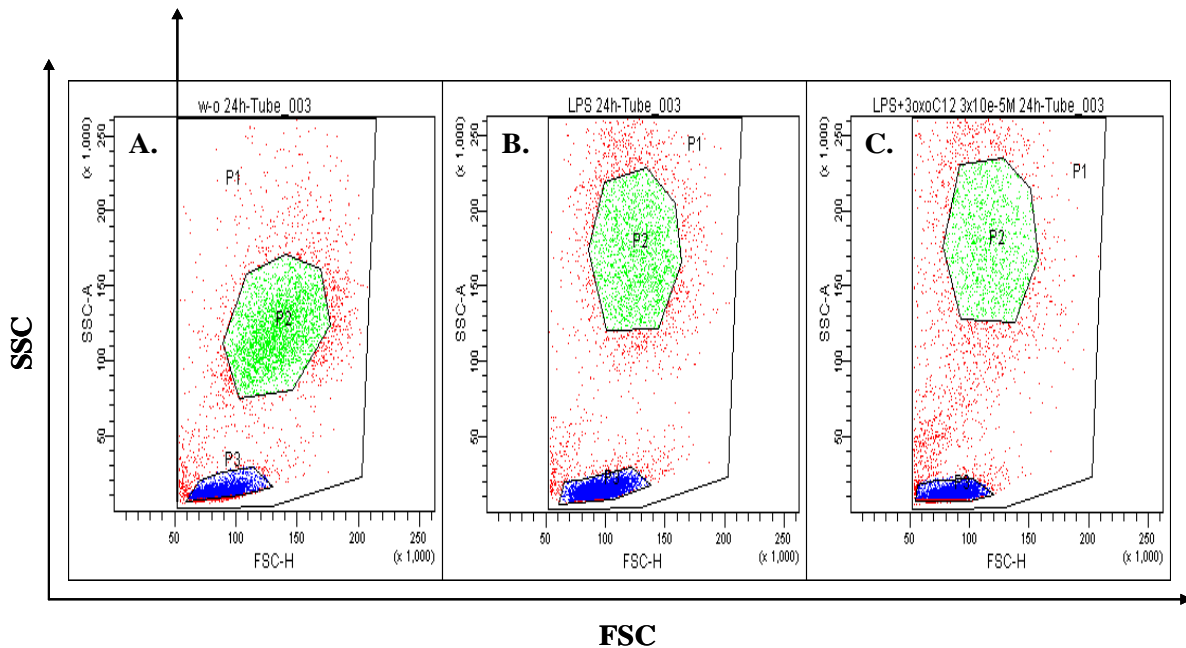 w-o 24h-Tube_003
LPS 24h-Tube_003
LPS+3oxoC12 3x10e-5M 24h-Tube_003
A.
B.
C.
P1
P1
P1
P2
P2
P2
P3
P3
(x 1,000)
250
200
150
100
50
SSC-A
(x 1,000)
250
200
150
100
50
SSC-A
(x 1,000)
250
200
150
100
50
SSC-A
50 100 150 200 250
(x 1,000)
FSC-H
50 100 150 200 250
(x 1,000)
FSC-H
50 100 150 200 250
(x 1,000)
FSC-H
SSC
FSC